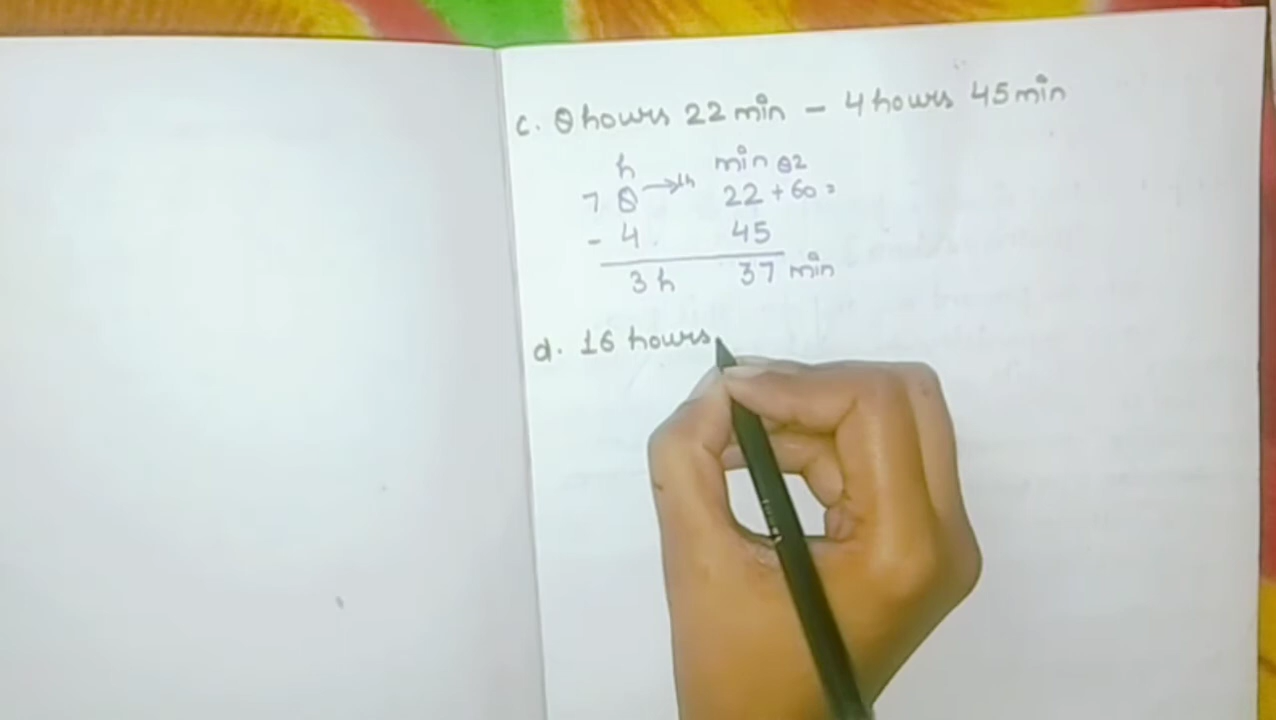 c. 8 hours 22 min - 4 hours 45 min
h min 82
7 8 → 1h 22 + 60 =
- 4 45
3 h 37 min
d. 16 hours